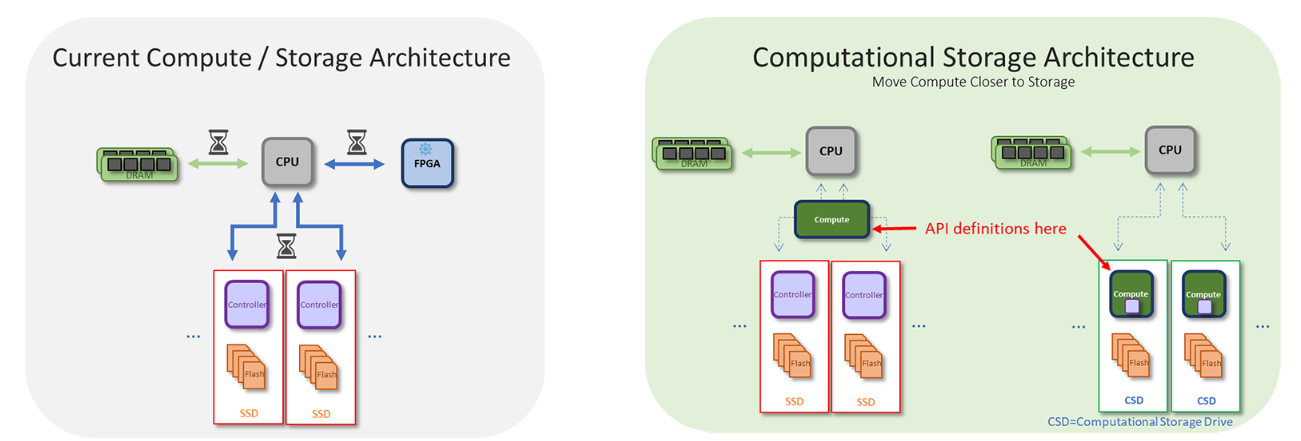 Current Compute / Storage Architecture
DRAM
CPU
FPGA
Controller
Controller
...
...
Flash
Flash
SSD
SSD
Computational Storage Architecture
Move Compute Closer to Storage
DRAM
CPU
Compute
API definitions here
Controller
Controller
...
...
Flash
Flash
SSD
SSD
DRAM
CPU
Compute
Compute
...
...
Flash
Flash
CSD
CSD
CSD=Computational Storage Drive